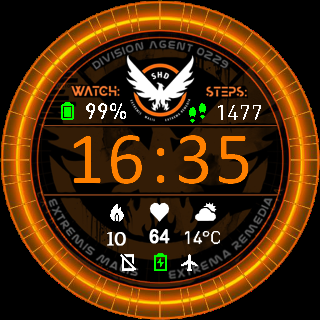 DIVISION AGENT 0229
SHD
WATCH: STEPS:
99% 1477
16:35
10 64 14°C
EXTREMIS MALIS EXTREMA REMEDIA